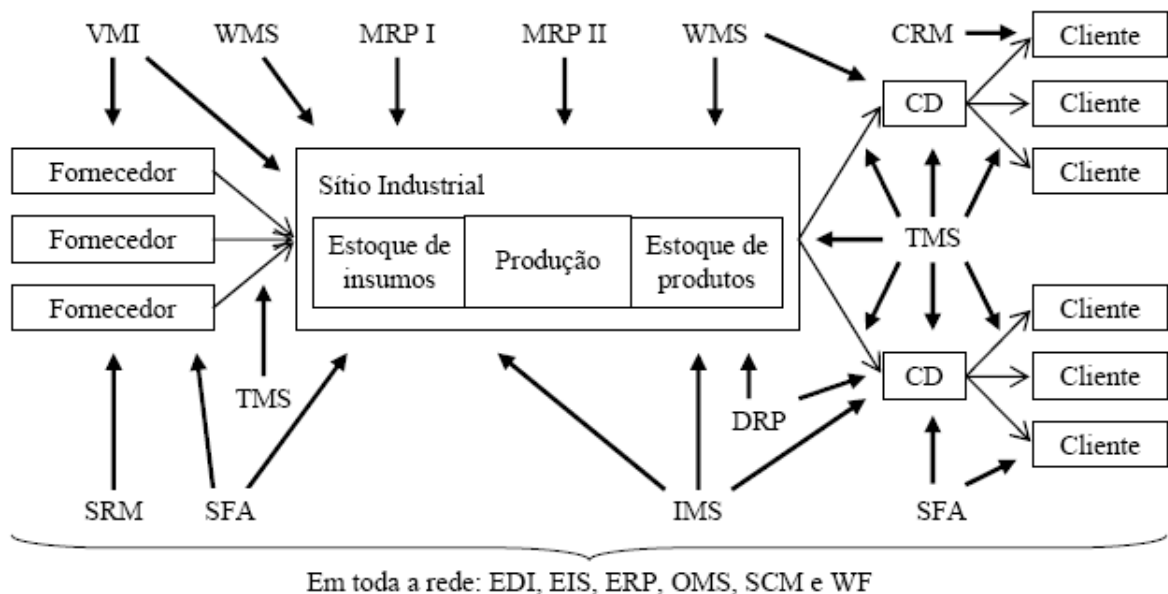 VMI WMS MRP I MRP II WMS CRM Cliente
CD Cliente
Fornecedor Cliente
Sítio Industrial
Fornecedor Estoque de insumos Produção Estoque de produtos TMS
Fornecedor Cliente
CD Cliente
TMS DRP
Cliente
SRM SFA IMS SFA
Em toda a rede: EDI, EIS, ERP, OMS, SCM e WF